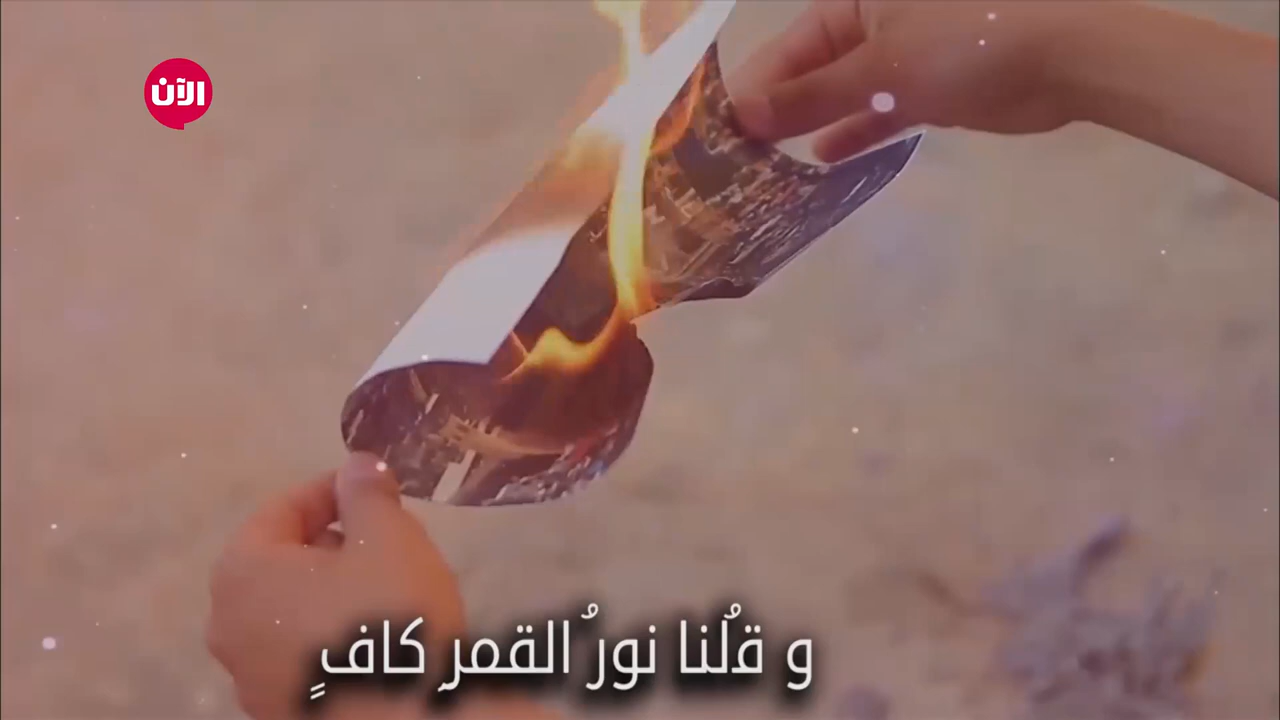 الآن
و قُلنا نورُ القمرِ كافٍ